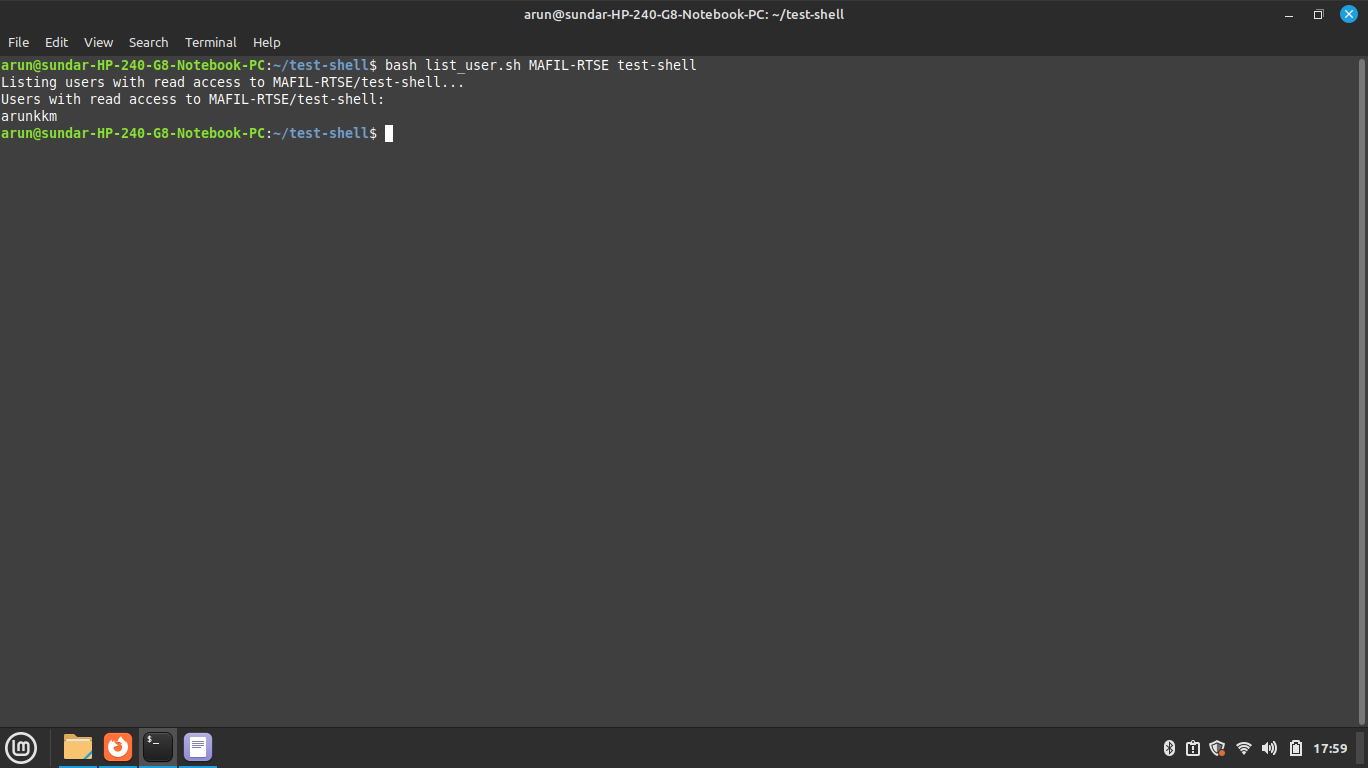 arun@sundar-HP-240-G8-Notebook-PC: ~/test-shell
File Edit View Search Terminal Help
arun@sundar-HP-240-G8-Notebook-PC:~/test-shell$ bash list_user.sh MAFIL-RTSE test-shell
Listing users with read access to MAFIL-RTSE/test-shell...
Users with read access to MAFIL-RTSE/test-shell:
arunkkm
arun@sundar-HP-240-G8-Notebook-PC:~/test-shell$
17:59